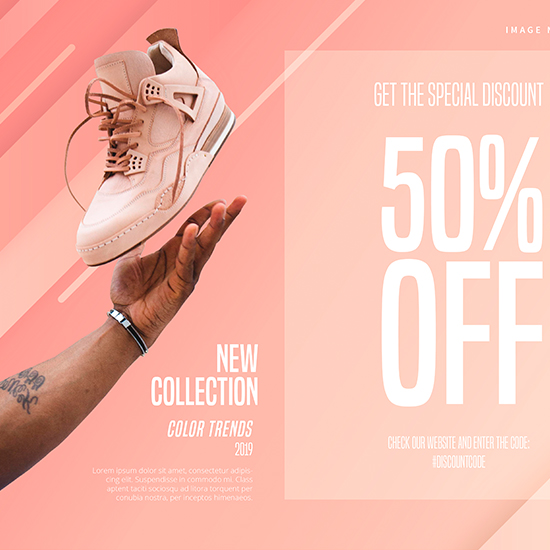 IMAGE
GET THE SPECIAL DISCOUNT
50%
OFF
CHECK OUR WEBSITE AND ENTER THE CODE:
#DISCOUNTCODE
NEW
COLLECTION
COLOR TRENDS
2019
Lorem ipsum dolor sit amet, consectetur adipis-
cing elit. Suspendisse in commodo mi. Class
aptent taciti sociosqu ad litora torquent per
conubia nostra, per inceptos himenaeos.